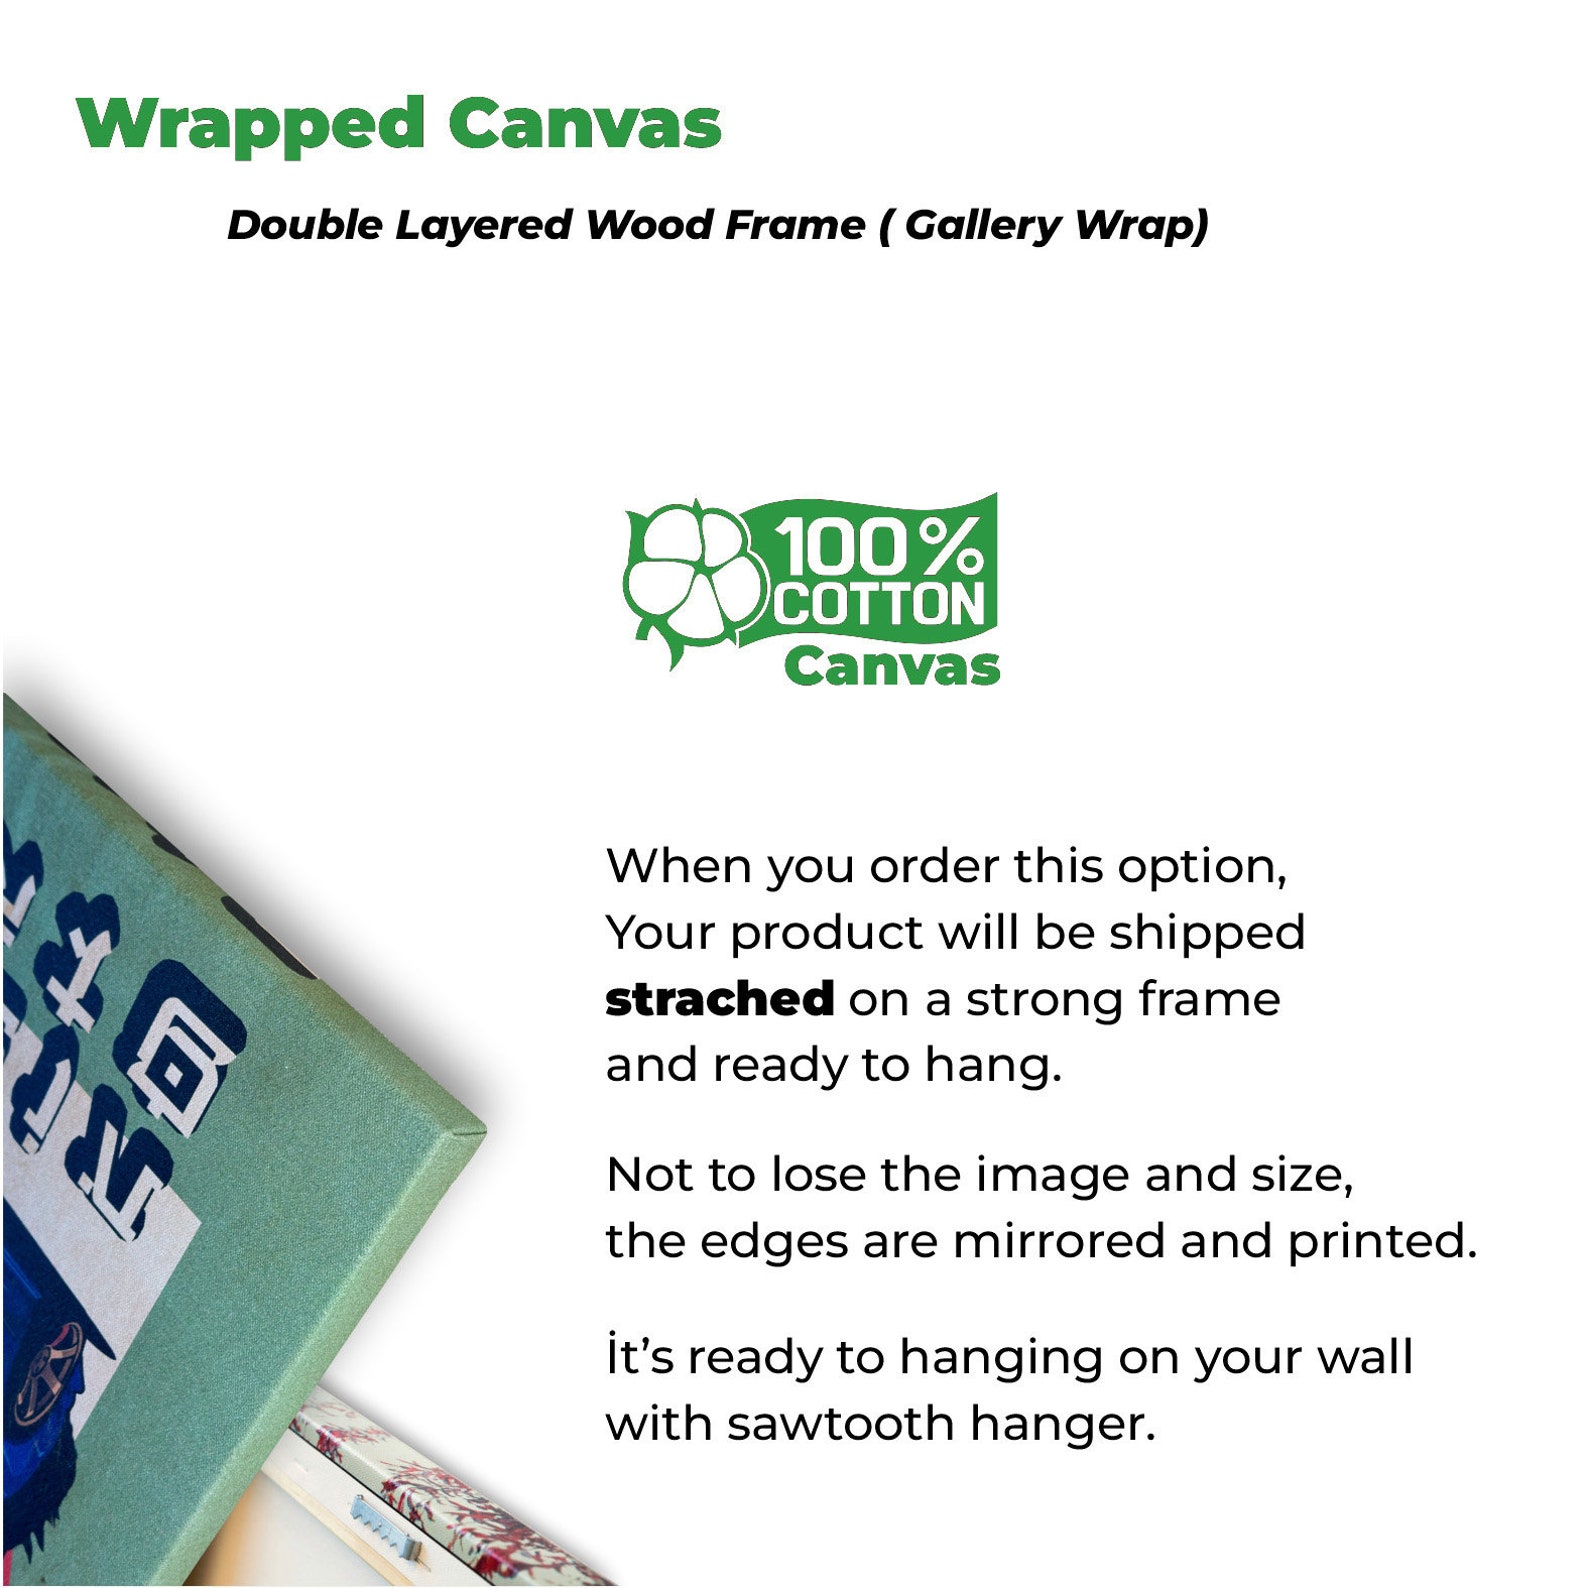 Wrapped Canvas
Double Layered Wood Frame ( Gallery Wrap)
100%
COTTON
Canvas
When you order this option,
Your product will be shipped
strached on a strong frame
and ready to hang.
Not to lose the image and size,
the edges are mirrored and printed.
İt’s ready to hanging on your wall
with sawtooth hanger.